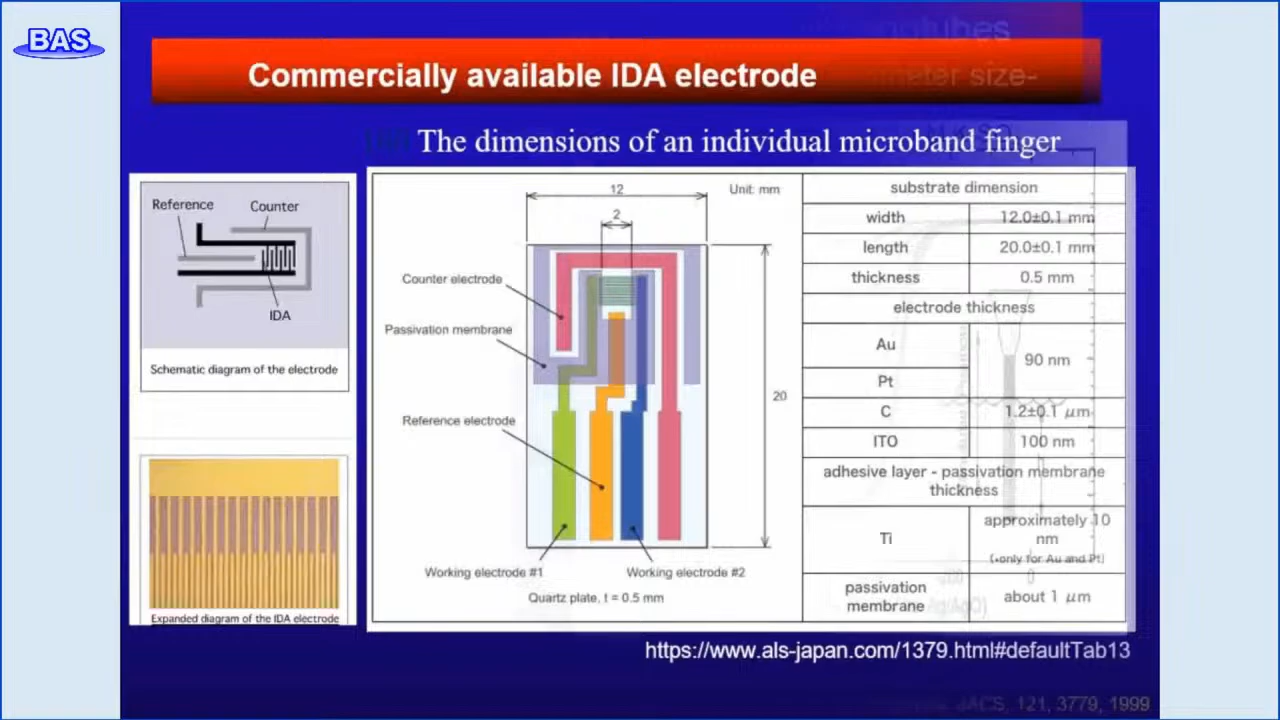 BAS
Commercially available IDA electrode
The dimensions of an individual microband finger
Reference
Counter
IDA
Schematic diagram of the electrode
Expanded diagram of the IDA electrode
12
Unit: mm
2
Counter electrode
Passivation membrane
20
Reference electrode
Working electrode #1
Working electrode #2
Quartz plate, t = 0.5 mm
substrate dimension
width 12.0±0.1 mm
length 20.0±0.1 mm
thickness 0.5 mm
electrode thickness
Au
90 nm
Pt
C 1.2±0.1 μm
ITO 100 nm
adhesive layer - passivation membrane
thickness
Ti
approximately 10
nm
(*only for Au and Pt)
passivation
membrane
about 1 μm
https://www.als-japan.com/1379.html#defaultTab13
JACS, 121, 3779, 1999